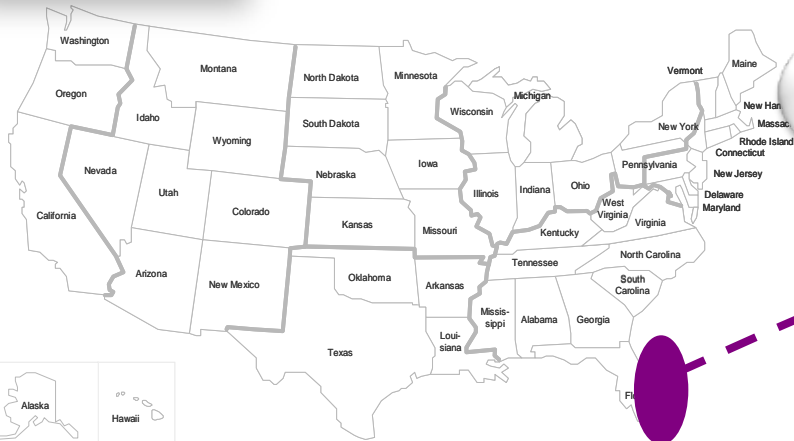 Washington
Oregon
California
Nevada
Idaho
Montana
Wyoming
Utah
Colorado
Arizona
New Mexico
North Dakota
South Dakota
Nebraska
Kansas
Oklahoma
Texas
Minnesota
Iowa
Missouri
Arkansas
Loui-
siana
Wisconsin
Illinois
Michigan
Indiana
Ohio
Kentucky
Tennessee
Missis-
sippi
Alabama
Georgia
South
Carolina
North Carolina
Virginia
West
Virginia
Pennsylvania
New York
Vermont
Maine
New Ham
Massac
Rhode Island
Connecticut
New Jersey
Delaware
Maryland
Alaska
Hawaii